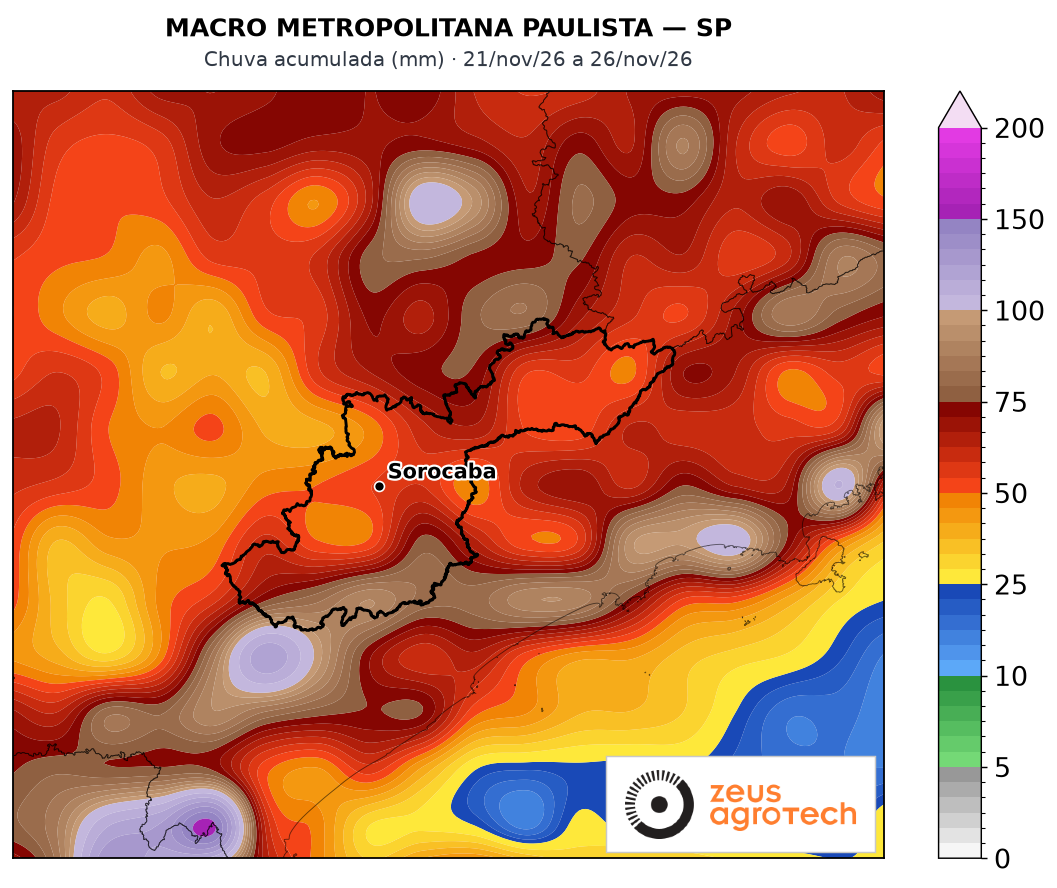 MACRO METROPOLITANA PAULISTA — SP
Chuva acumulada (mm) · 21/nov/26 a 26/nov/26
200
150
100
75
50
25
10
5
0
Sorocaba
zeus
agrotech